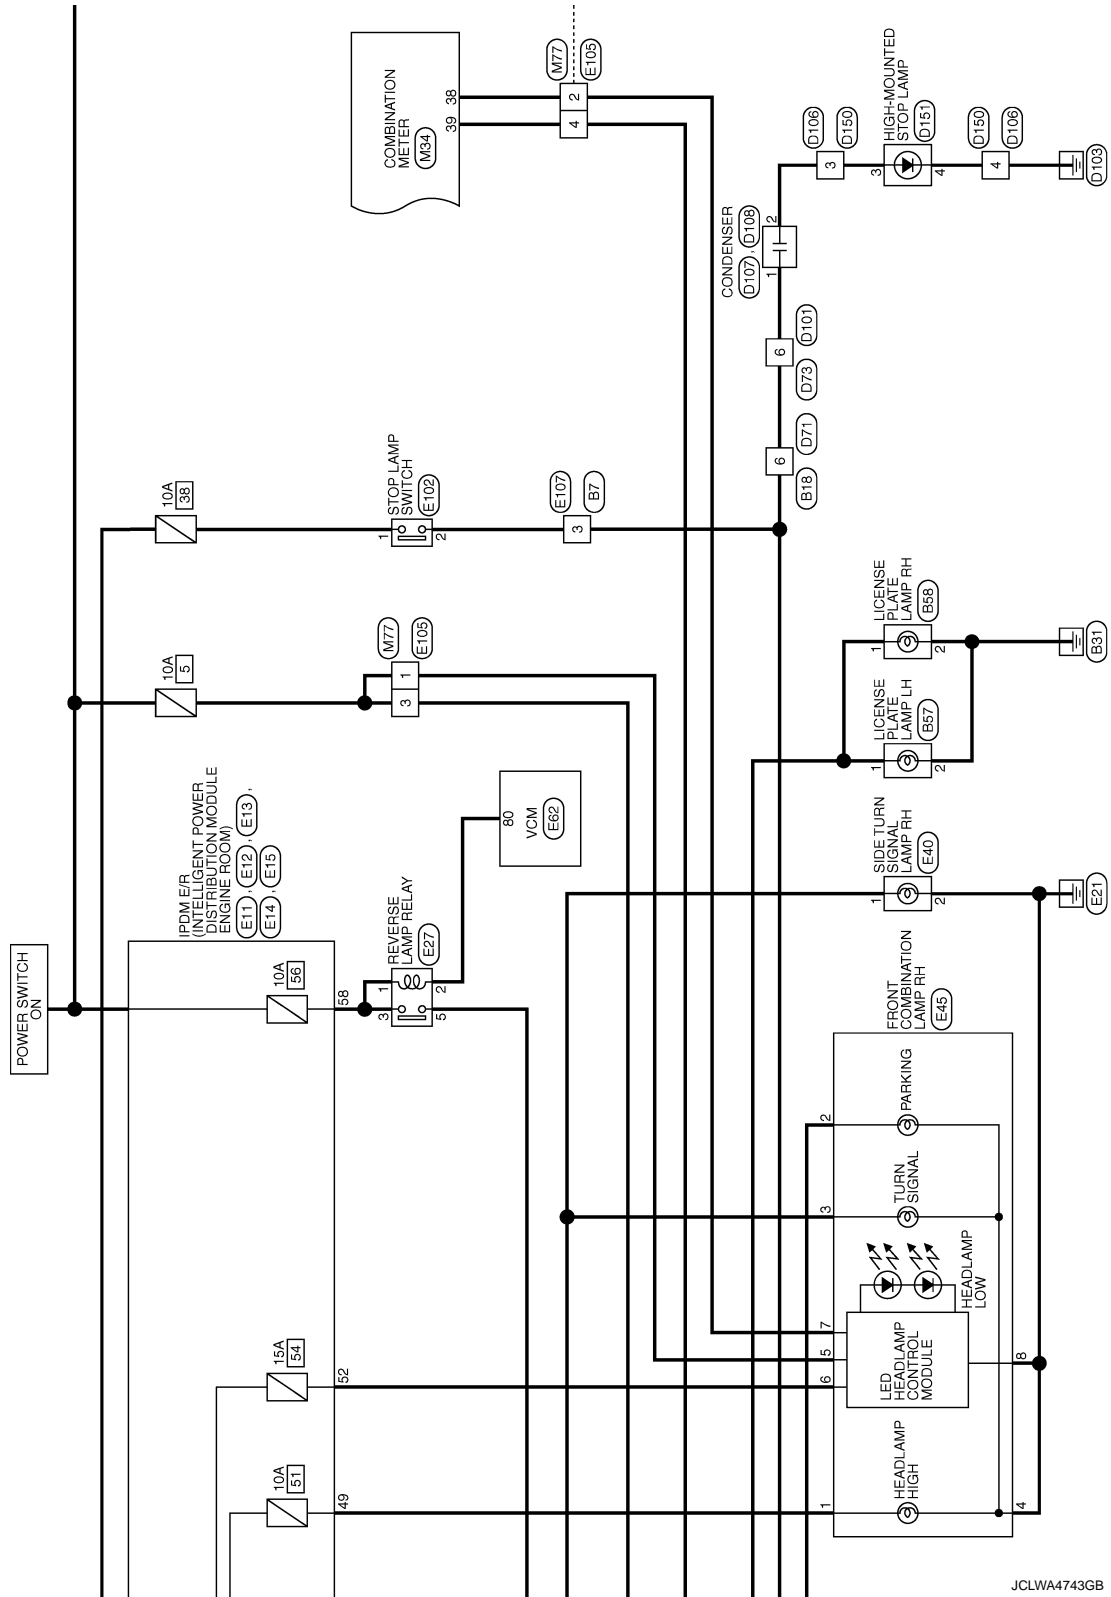 POWER SWITCH
ON
IPDM E/R
(INTELLIGENT POWER
DISTRIBUTION MODULE
ENGINE ROOM)
E11 , E12 , E13 ,
E14 , E15
10A
51
49
15A
54
52
10A
56
58
10A
5
10A
38
REVERSE
LAMP RELAY
E27
3
1
5
2
80
VCM
E62
M77
E105
3
1
STOP LAMP
SWITCH
E102
1
2
E107
B7
3
COMBINATION
METER
M34
39
38
M77
E105
4
2
B18
6
D71
D73
6
D101
CONDENSER
D107 , D108
1
2
D106
D150
3
HIGH-MOUNTED
STOP LAMP
D151
3
4
D150
D106
4
D103
FRONT
COMBINATION
LAMP RH
E45
1
6
5
7
3
2
HEADLAMP
HIGH
LED
HEADLAMP
CONTROL
MODULE
HEADLAMP
LOW
TURN
SIGNAL
PARKING
4
8
SIDE TURN
SIGNAL
LAMP RH
E40
1
2
E21
LICENSE
PLATE
LAMP LH
B57
1
2
LICENSE
PLATE
LAMP RH
B58
1
2
B31
JCLWA4743GB